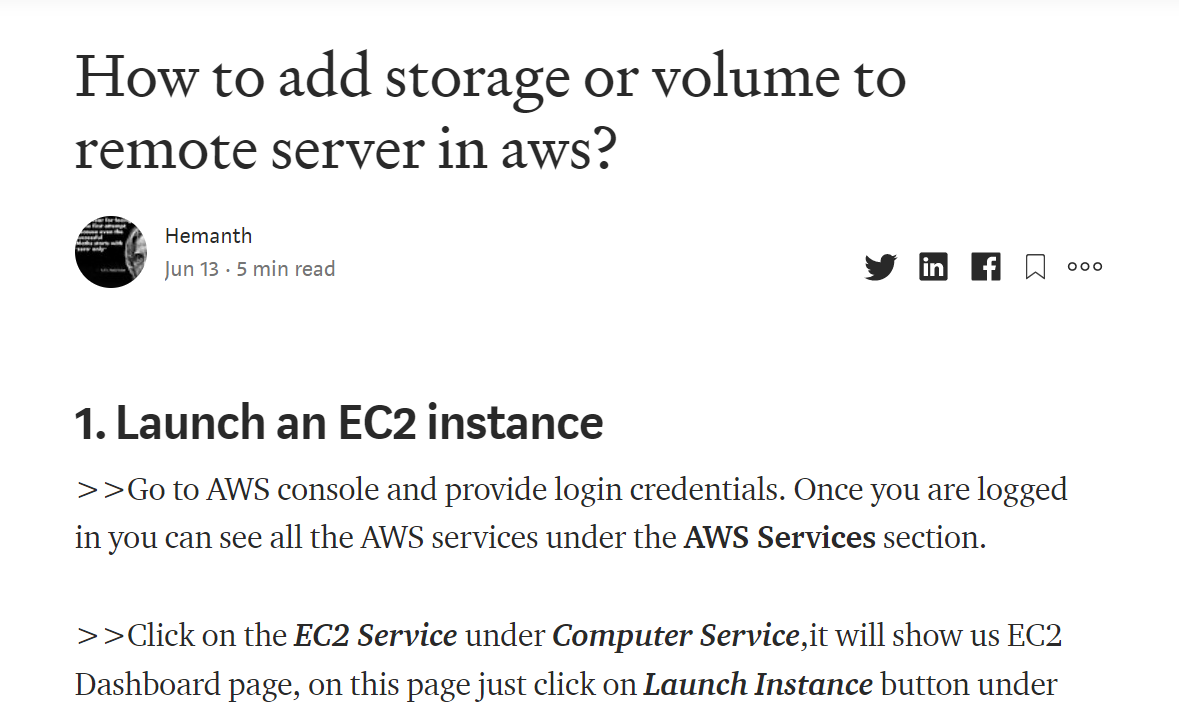 How to add storage or volume to
remote server in aws?
Hemanth
Jun 13 · 5 min read
1. Launch an EC2 instance
>>Go to AWS console and provide login credentials. Once you are logged
in you can see all the AWS services under the AWS Services section.
>>Click on the EC2 Service under Computer Service,it will show us EC2
Dashboard page, on this page just click on Launch Instance button under